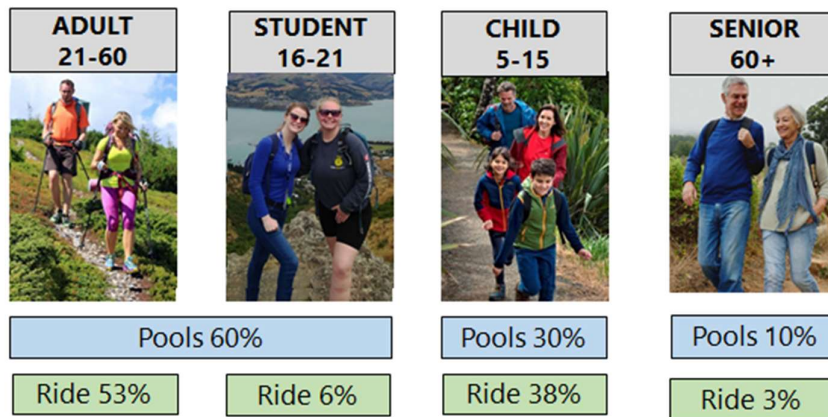 ADULT
21-60
STUDENT
16-21
CHILD
5-15
SENIOR
60+
Pools 60%
Pools 30%
Pools 10%
Ride 53%
Ride 6%
Ride 38%
Ride 3%